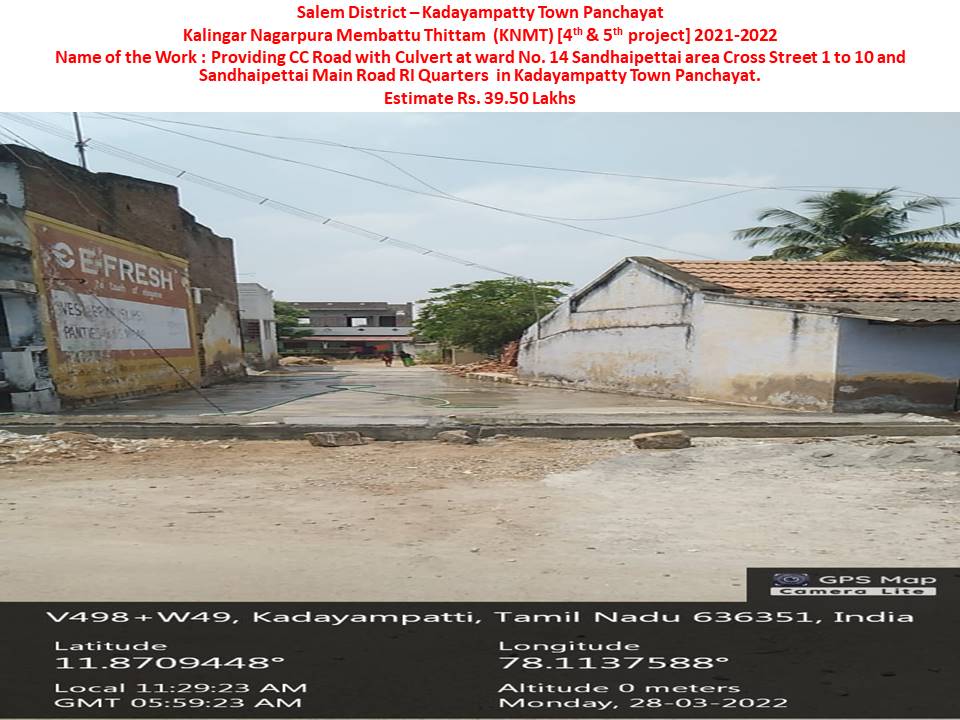 Salem District – Kadayampatty Town Panchayat
Kalingar Nagarpura Membattu Thittam (KNMT) [4th & 5th project] 2021-2022
Name of the Work : Providing CC Road with Culvert at ward No. 14 Sandhaipettai area Cross Street 1 to 10 and
Sandhaipettai Main Road RI Quarters in Kadayampatty Town Panchayat.
Estimate Rs. 39.50 Lakhs
E-FRESH
touch of elegance
GPS Map
Camera Lite
V498+W49, Kadayampatti, Tamil Nadu 636351, India
Latitude
11.8709448°
Longitude
78.1137588°
Local 11:29:23 AM
GMT 05:59:23 AM
Altitude 0 meters
Monday, 28-03-2022